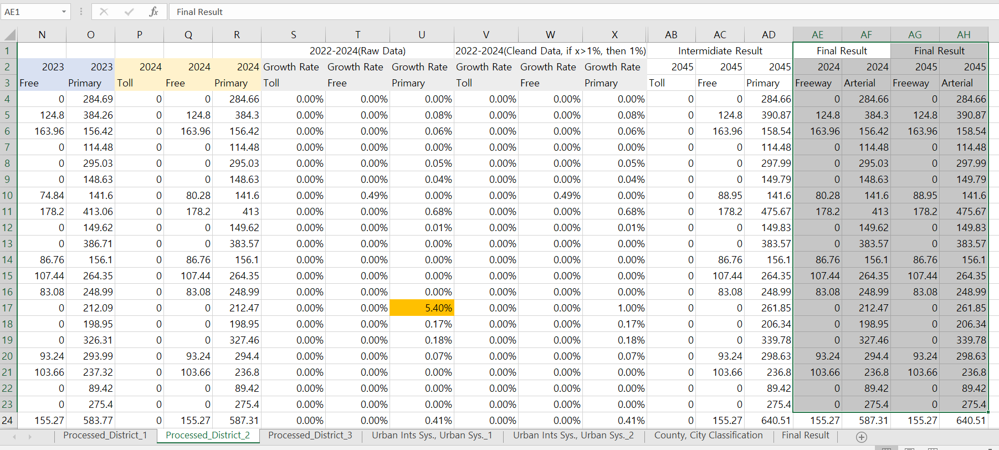 AE1 fx Final Result
N O P Q R S T U V W X AB AC AD AE AF AG AH
1 2022-2024(Raw Data) 2022-2024(Cleand Data, if x>1%, then 1%) Intermidiate Result Final Result Final Result
2 2023 2023 2024 2024 2024 Growth Rate Growth Rate Growth Rate Growth Rate Growth Rate Growth Rate 2045 2045 2045 2024 2024 2045 2045
3 Free Primary Toll Free Primary Toll Free Primary Toll Free Primary Toll Free Primary Freeway Arterial Freeway Arterial
4 0 284.69 0 0 284.66 0.00% 0.00% 0.00% 0.00% 0.00% 0.00% 0 0 284.66 0 284.66 0 284.66
5 124.8 384.26 0 124.8 384.3 0.00% 0.00% 0.08% 0.00% 0.00% 0.08% 0 124.8 390.87 124.8 384.3 124.8 390.87
6 163.96 156.42 0 163.96 156.42 0.00% 0.00% 0.06% 0.00% 0.00% 0.06% 0 163.96 158.54 163.96 156.42 163.96 158.54
7 0 114.48 0 0 114.48 0.00% 0.00% 0.00% 0.00% 0.00% 0.00% 0 0 114.48 0 114.48 0 114.48
8 0 295.03 0 0 295.03 0.00% 0.00% 0.05% 0.00% 0.00% 0.05% 0 0 297.99 0 295.03 0 297.99
9 0 148.63 0 0 148.63 0.00% 0.00% 0.04% 0.00% 0.00% 0.04% 0 0 149.79 0 148.63 0 149.79
10 74.84 141.6 0 80.28 141.6 0.00% 0.49% 0.00% 0.00% 0.49% 0.00% 0 88.95 141.6 80.28 141.6 88.95 141.6
11 178.2 413.06 0 178.2 413 0.00% 0.00% 0.68% 0.00% 0.00% 0.68% 0 178.2 475.67 178.2 413 178.2 475.67
12 0 149.62 0 0 149.62 0.00% 0.00% 0.01% 0.00% 0.00% 0.01% 0 0 149.83 0 149.62 0 149.83
13 0 386.71 0 0 383.57 0.00% 0.00% 0.00% 0.00% 0.00% 0.00% 0 0 383.57 0 383.57 0 383.57
14 86.76 156.1 0 86.76 156.1 0.00% 0.00% 0.00% 0.00% 0.00% 0.00% 0 86.76 156.1 86.76 156.1 86.76 156.1
15 107.44 264.35 0 107.44 264.35 0.00% 0.00% 0.00% 0.00% 0.00% 0.00% 0 107.44 264.35 107.44 264.35 107.44 264.35
16 83.08 248.99 0 83.08 248.99 0.00% 0.00% 0.00% 0.00% 0.00% 0.00% 0 83.08 248.99 83.08 248.99 83.08 248.99
17 0 212.09 0 0 212.47 0.00% 0.00% 5.40% 0.00% 0.00% 1.00% 0 0 261.85 0 212.47 0 261.85
18 0 198.95 0 0 198.95 0.00% 0.00% 0.17% 0.00% 0.00% 0.17% 0 0 206.34 0 198.95 0 206.34
19 0 326.31 0 0 327.46 0.00% 0.00% 0.18% 0.00% 0.00% 0.18% 0 0 339.78 0 327.46 0 339.78
20 93.24 293.99 0 93.24 294.4 0.00% 0.00% 0.07% 0.00% 0.00% 0.07% 0 93.24 298.63 93.24 294.4 93.24 298.63
21 103.66 237.32 0 103.66 236.8 0.00% 0.00% 0.00% 0.00% 0.00% 0.00% 0 103.66 236.8 103.66 236.8 103.66 236.8
22 0 89.42 0 0 89.42 0.00% 0.00% 0.00% 0.00% 0.00% 0.00% 0 0 89.42 0 89.42 0 89.42
23 0 275.4 0 0 275.4 0.00% 0.00% 0.00% 0.00% 0.00% 0.00% 0 0 275.4 0 275.4 0 275.4
24 155.27 583.77 0 155.27 587.31 0.00% 0.00% 0.41% 0.00% 0.00% 0.41% 0 155.27 640.51 155.27 587.31 155.27 640.51
Processed_District_1 Processed_District_2 Processed_District_3 Urban Ints Sys., Urban Sys._1 Urban Ints Sys., Urban Sys._2 County, City Classification Final Result